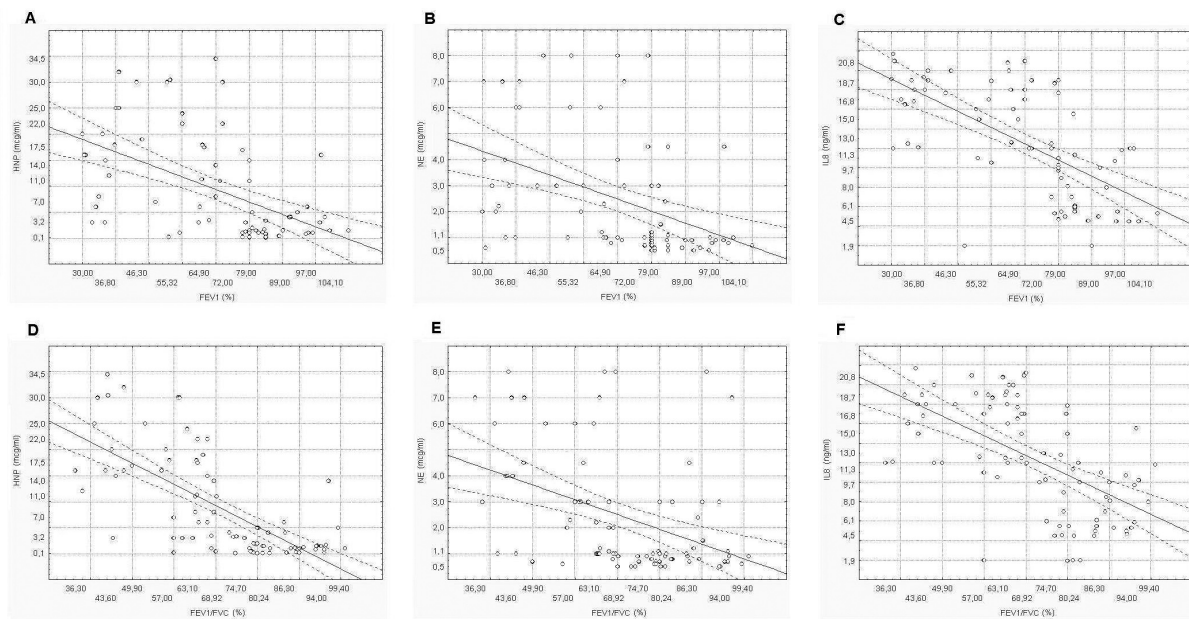 A
HNP (mcg/ml)
34,5
30,0
25,0
22,0
17,5
14,0
11,0
7,0
3,2
0,1
30,00 46,30 64,90 79,00 97,00
36,80 55,32 72,00 89,00 104,10
FEV1 (%)
B
NE (mcg/ml)
8,0
7,0
6,0
5,0
4,0
3,0
2,0
1,1
0,5
30,00 46,30 64,90 79,00 97,00
36,80 55,32 72,00 89,00 104,10
FEV1 (%)
C
IL8 (ng/ml)
20,8
18,7
16,8
15,0
13,0
11,3
9,7
8,0
6,1
4,5
1,9
30,00 46,30 64,90 79,00 97,00
36,80 55,32 72,00 89,00 104,10
FEV1 (%)
D
HNP (mcg/ml)
34,5
30,0
25,0
22,0
17,5
14,0
11,0
7,0
3,2
0,1
36,30 49,90 63,10 74,70 86,90 99,40
43,60 57,00 68,92 80,24 94,00
FEV1/FVC (%)
E
NE (mcg/ml)
8,0
7,0
6,0
5,0
4,0
3,0
2,0
1,1
0,5
36,30 49,90 63,10 74,70 86,90 99,40
43,60 57,00 68,92 80,24 94,00
FEV1/FVC (%)
F
IL8 (ng/ml)
20,8
18,7
16,8
15,0
13,0
11,3
9,7
8,0
6,1
4,5
1,9
36,30 49,90 63,10 74,70 86,90 99,40
43,60 57,00 68,92 80,24 94,00
FEV1/FVC (%)